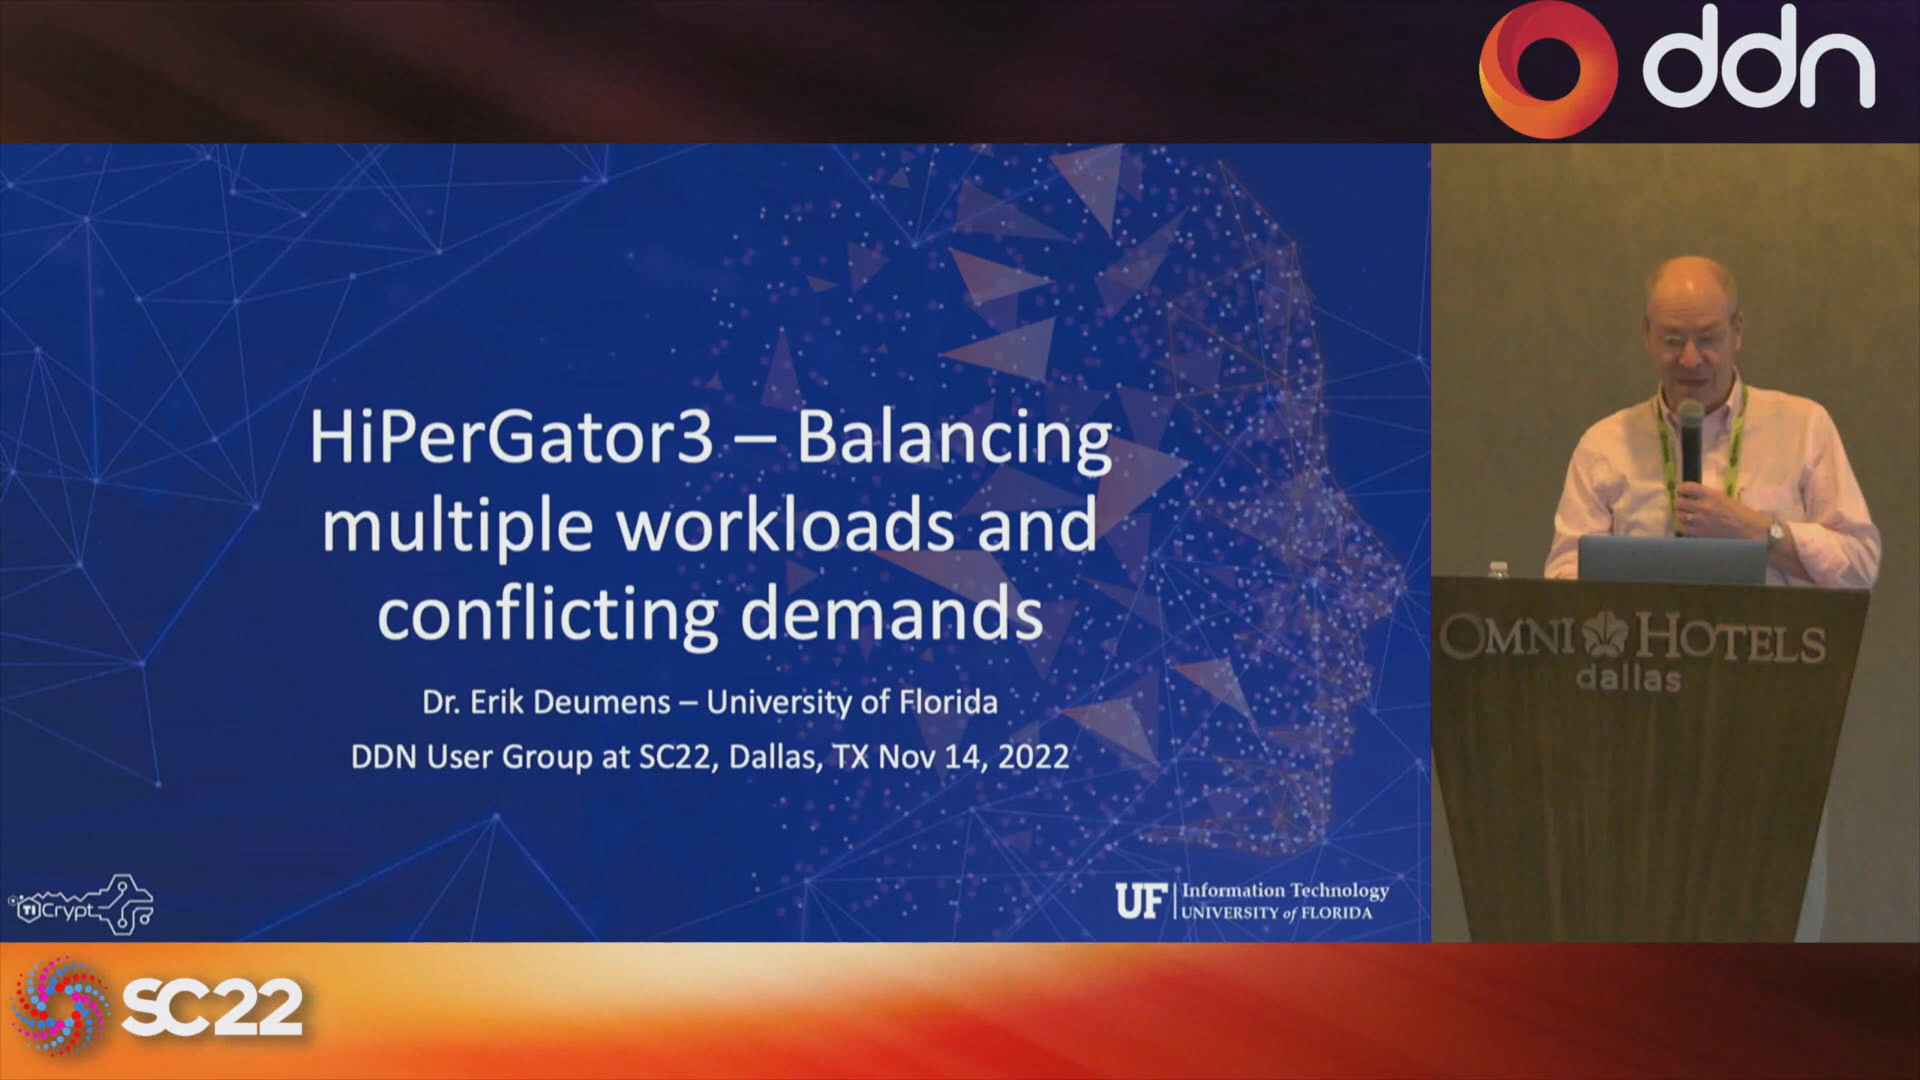 ddn
HiPerGator3 – Balancing
multiple workloads and
conflicting demands
Dr. Erik Deumens – University of Florida
DDN User Group at SC22, Dallas, TX Nov 14, 2022
TiCrypt
UF Information Technology
UNIVERSITY of FLORIDA
OMNI HOTELS
dallas
SC22